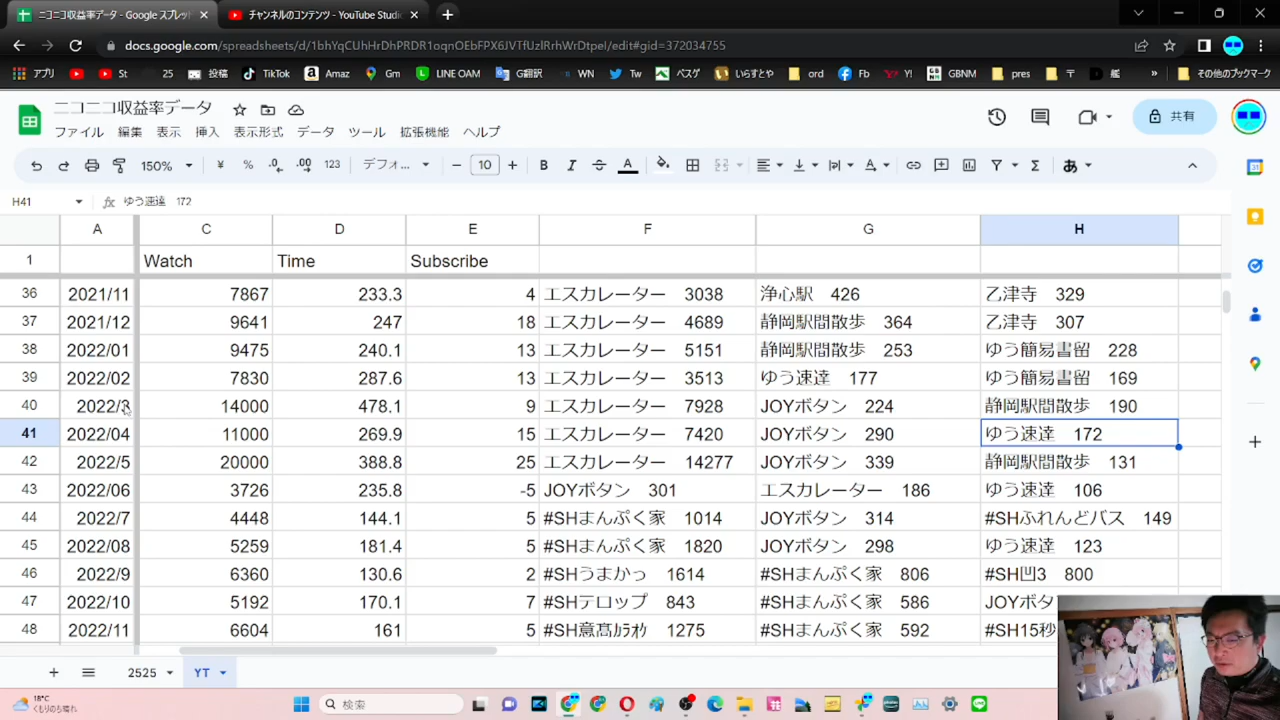 ニコニコ収益率データ - Google スプレッ
チャンネルのコンテンツ - YouTube Studio
docs.google.com/spreadsheets/d/1bhYqCUhHrDhPRDR1oqnOEbFPX6JVTfUzlRrhWrDtpeI/edit#gid=372034755
アプリ St 25 投稿 TikTok Amaz Gm LINE OAM G翻訳 WN Tw ペスゲ いらすとや ord Fb Y! GBNM pres 〒 艦 » その他のブックマーク
ニコニコ収益率データ
ファイル 編集 表示 挿入 表示形式 データ ツール 拡張機能 ヘルプ
共有
150% ¥ % .0 .00 123 デフォ... 10 B I A あ
H41 fx ゆう速達 172
A C D E F G H
1 Watch Time Subscribe
36 2021/11 7867 233.3 4 エスカレーター 3038 浄心駅 426 乙津寺 329
37 2021/12 9641 247 18 エスカレーター 4689 静岡駅間散歩 364 乙津寺 307
38 2022/01 9475 240.1 13 エスカレーター 5151 静岡駅間散歩 253 ゆう簡易書留 228
39 2022/02 7830 287.6 13 エスカレーター 3513 ゆう速達 177 ゆう簡易書留 169
40 2022/3 14000 478.1 9 エスカレーター 7928 JOYボタン 224 静岡駅間散歩 190
41 2022/04 11000 269.9 15 エスカレーター 7420 JOYボタン 290 ゆう速達 172
42 2022/5 20000 388.8 25 エスカレーター 14277 JOYボタン 339 静岡駅間散歩 131
43 2022/06 3726 235.8 -5 JOYボタン 301 エスカレーター 186 ゆう速達 106
44 2022/7 4448 144.1 5 #SHまんぷく家 1014 JOYボタン 314 #SHふれんどバス 149
45 2022/08 5259 181.4 5 #SHまんぷく家 1820 JOYボタン 298 ゆう速達 123
46 2022/9 6360 130.6 2 #SHうまかっ 1614 #SHまんぷく家 806 #SH凹3 800
47 2022/10 5192 170.1 7 #SHテロップ 843 #SHまんぷく家 586 JOYボタ
48 2022/11 6604 161 5 #SH意高ｶﾗｵｹ 1275 #SHまんぷく家 592 #SH15秒
2525 YT
18°C
くもりのち晴れ
検索